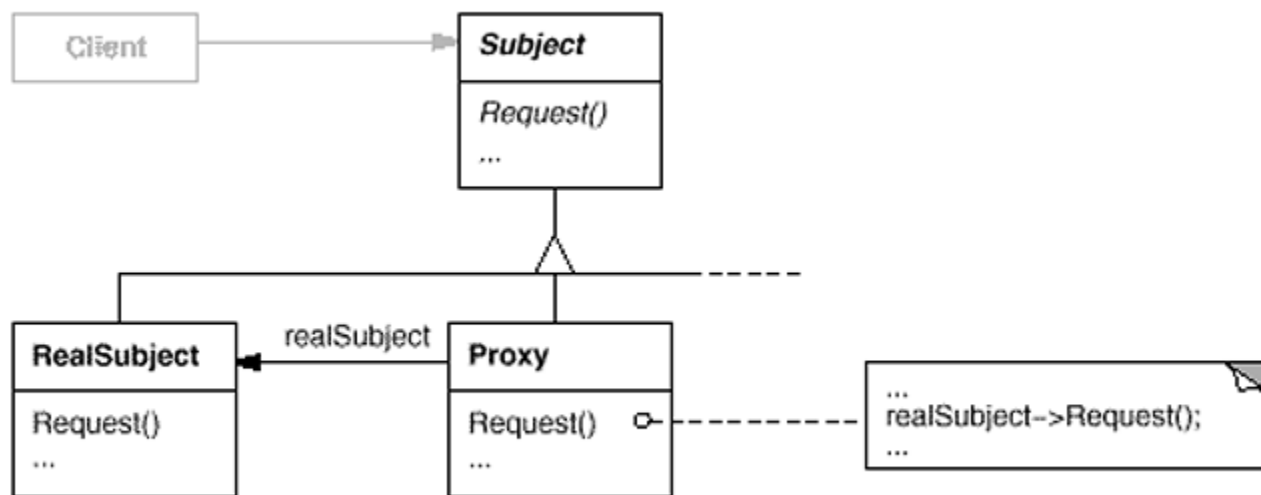 Client
Subject
Request()
...
RealSubject
realSubject
Proxy
Request()
...
Request()
...
...
realSubject–>Request();
...